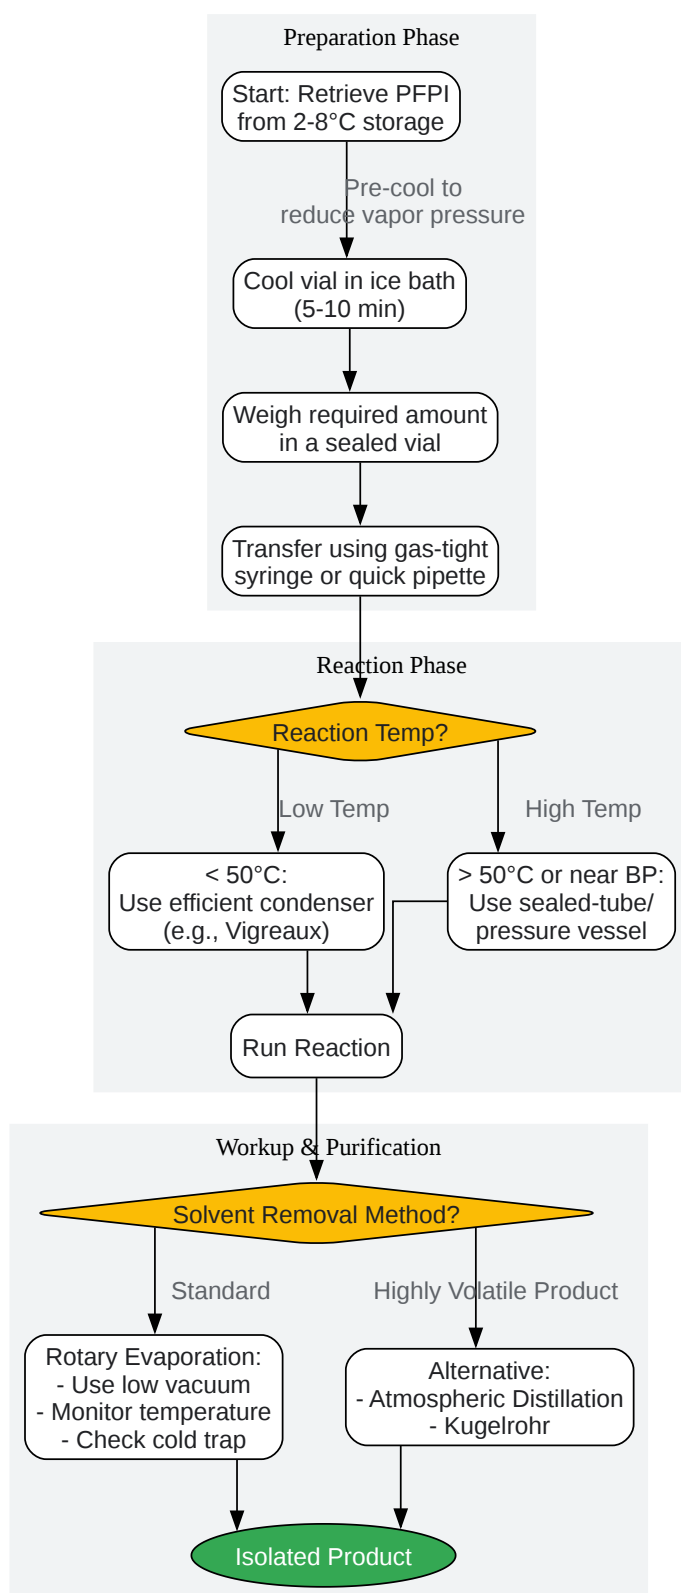 Preparation Phase
Start: Retrieve PFPI
from 2-8°C storage
Pre-cool to
reduce vapor pressure
Cool vial in ice bath
(5-10 min)
Weigh required amount
in a sealed vial
Transfer using gas-tight
syringe or quick pipette
Reaction Phase
Reaction Temp?
Low Temp
High Temp
< 50°C:
Use efficient condenser
(e.g., Vigreaux)
> 50°C or near BP:
Use sealed-tube/
pressure vessel
Run Reaction
Workup & Purification
Solvent Removal Method?
Standard
Highly Volatile Product
Rotary Evaporation:
- Use low vacuum
- Monitor temperature
- Check cold trap
Alternative:
- Atmospheric Distillation
- Kugelrohr
Isolated Product